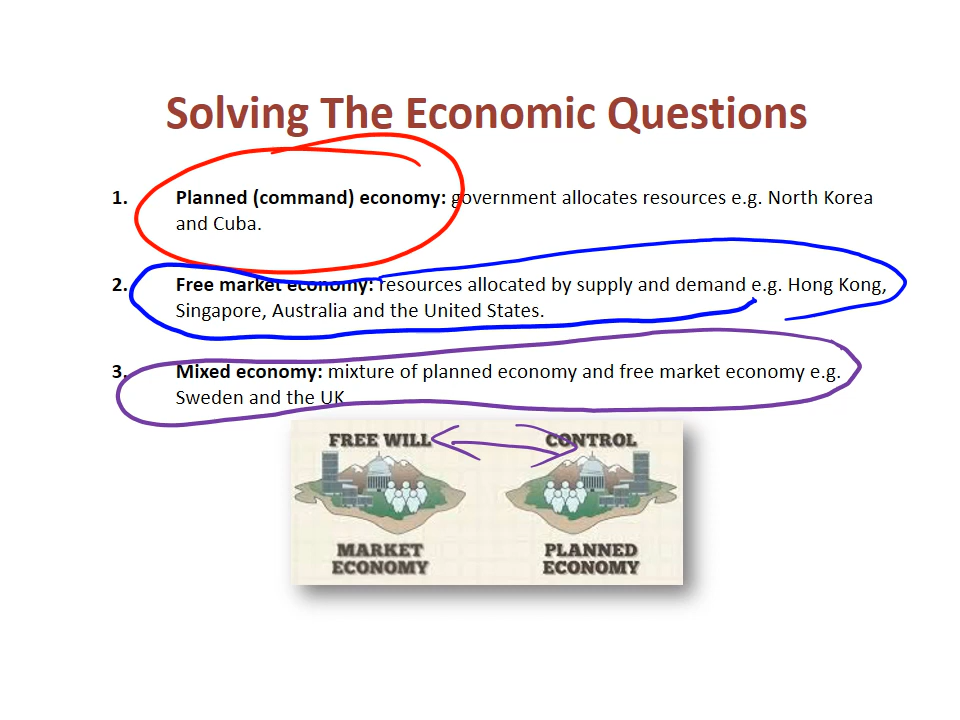 Solving The Economic Questions
1. Planned (command) economy: government allocates resources e.g. North Korea
and Cuba.
2. Free market economy: resources allocated by supply and demand e.g. Hong Kong,
Singapore, Australia and the United States.
3. Mixed economy: mixture of planned economy and free market economy e.g.
Sweden and the UK
FREE WILL CONTROL
MARKET PLANNED
ECONOMY ECONOMY